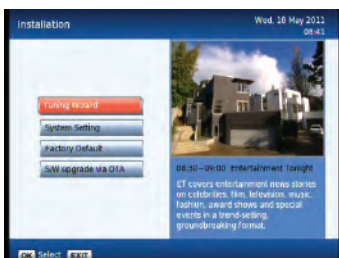 Installation
Wed, 18 May 2011
08:41
Tuning Wizard
System Setting
Factory Default
S/W upgrade via OTA
08:30-09:00 Entertainment Tonight
ET covers entertainment news stories
on celebrities, film, television, music,
fashion, award shows and special
events in a trend-setting,
groundbreaking format.
OK Select EXIT